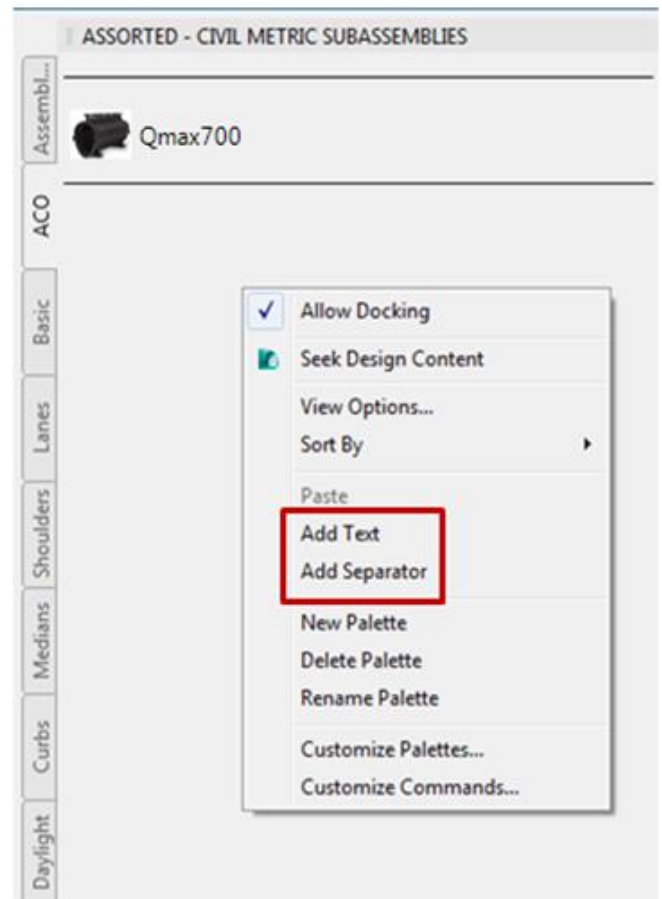 ASSORTED - CIVIL METRIC SUBASSEMBLIES
Assembl...
Qmax700
ACO
Basic
Lanes
Shoulders
Medians
Curbs
Daylight
Allow Docking
Seek Design Content
View Options...
Sort By
Paste
Add Text
Add Separator
New Palette
Delete Palette
Rename Palette
Customize Palettes...
Customize Commands...